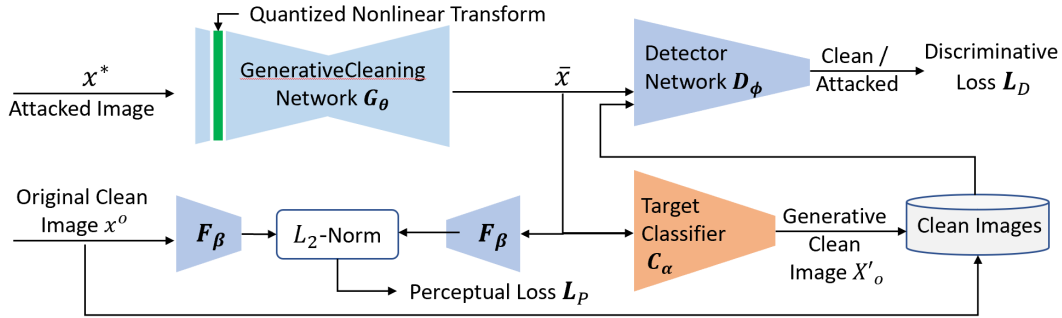 Quantized Nonlinear Transform
x*
Attacked Image
GenerativeCleaning
Network G_θ
x̄
Detector
Network D_ϕ
Clean /
Attacked
Discriminative
Loss L_D
Original Clean
Image x^o
F_β
L_2-Norm
F_β
Perceptual Loss L_P
Target
Classifier
C_α
Generative
Clean
Image X'_o
Clean Images